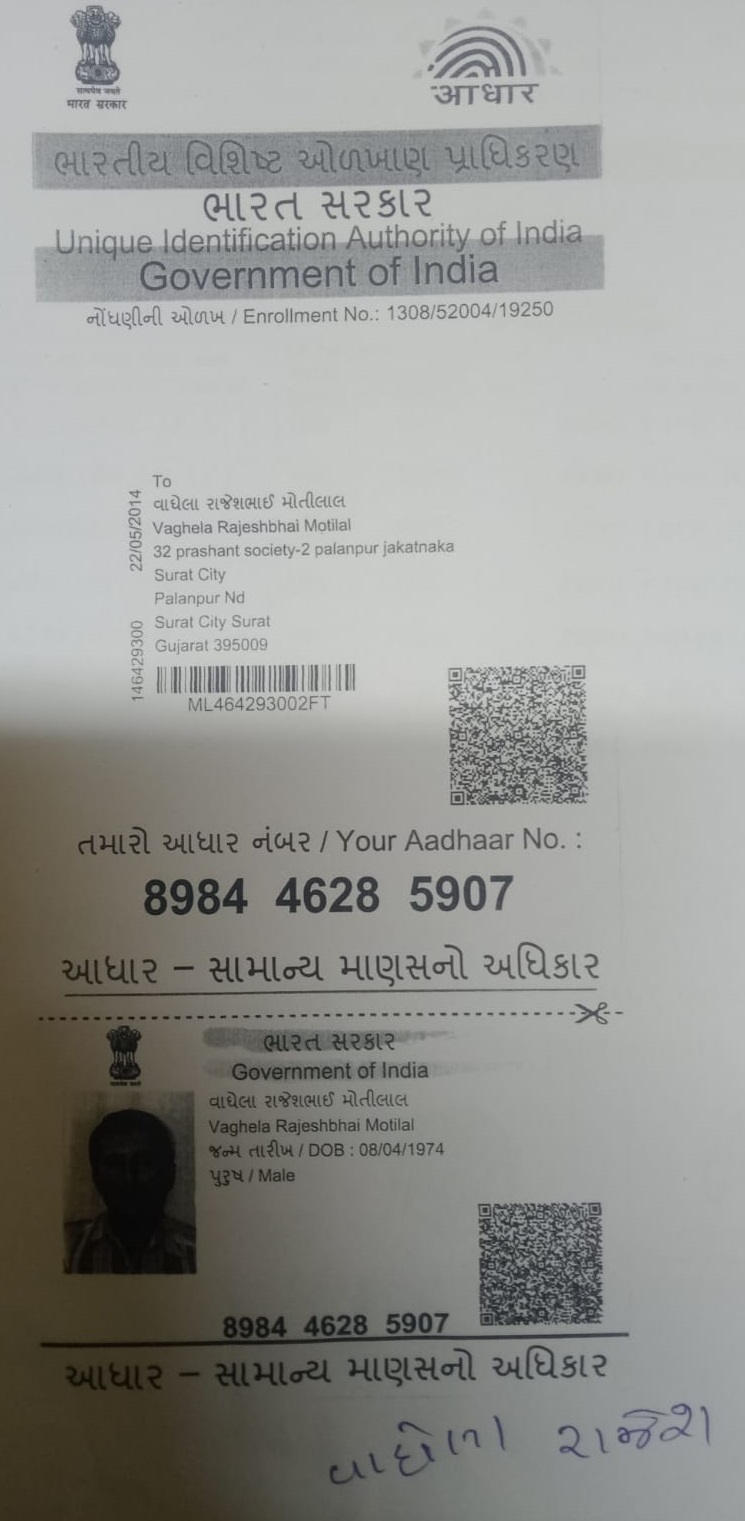 सत्यमेव जयते
भारत सरकार
आधार
ભારતીય વિશિષ્ટ ઓળખાણ પ્રાધિકરણ
ભારત સરકાર
Unique Identification Authority of India
Government of India
નોંધણીની ઓળખ / Enrollment No.: 1308/52004/19250
To
વાઘેલા રાજેશભાઈ મોતીલાલ
Vaghela Rajeshbhai Motilal
32 prashant society-2 palanpur jakatnaka
Surat City
Palanpur Nd
Surat City Surat
Gujarat 395009
22/05/2014
146429300
ML464293002FT
તમારો આધાર નંબર / Your Aadhaar No. :
8984 4628 5907
આધાર – સામાન્ય માણસનો અધિકાર
ભારત સરકાર
Government of India
વાઘેલા રાજેશભાઈ મોતીલાલ
Vaghela Rajeshbhai Motilal
જન્મ તારીખ / DOB : 08/04/1974
પુરુષ / Male
8984 4628 5907
આધાર – સામાન્ય માણસનો અધિકાર
વાઘેલા રાજેશ